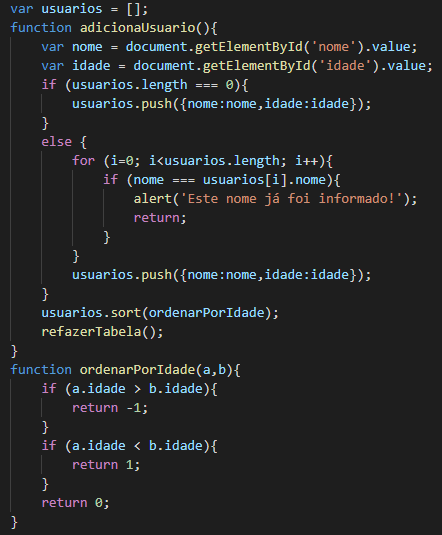 var usuarios = [];
function adicionaUsuario(){
    var nome = document.getElementById('nome').value;
    var idade = document.getElementById('idade').value;
    if (usuarios.length === 0){
        usuarios.push({nome:nome,idade:idade});
    }
    else {
        for (i=0; i<usuarios.length; i++){
            if (nome === usuarios[i].nome){
                alert('Este nome já foi informado!');
                return;
            }
        }
        usuarios.push({nome:nome,idade:idade});
    }
    usuarios.sort(ordenarPorIdade);
    refazerTabela();
}
function ordenarPorIdade(a,b){
    if (a.idade > b.idade){
        return -1;
    }
    if (a.idade < b.idade){
        return 1;
    }
    return 0;
}